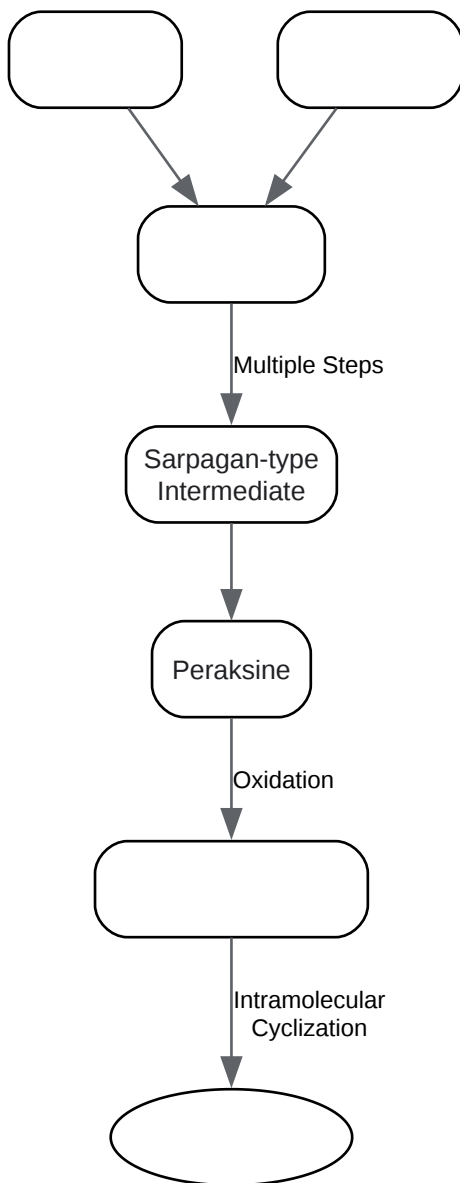 Multiple Steps
Sarpagan-type
Intermediate
Peraksine
Oxidation
Intramolecular
Cyclization